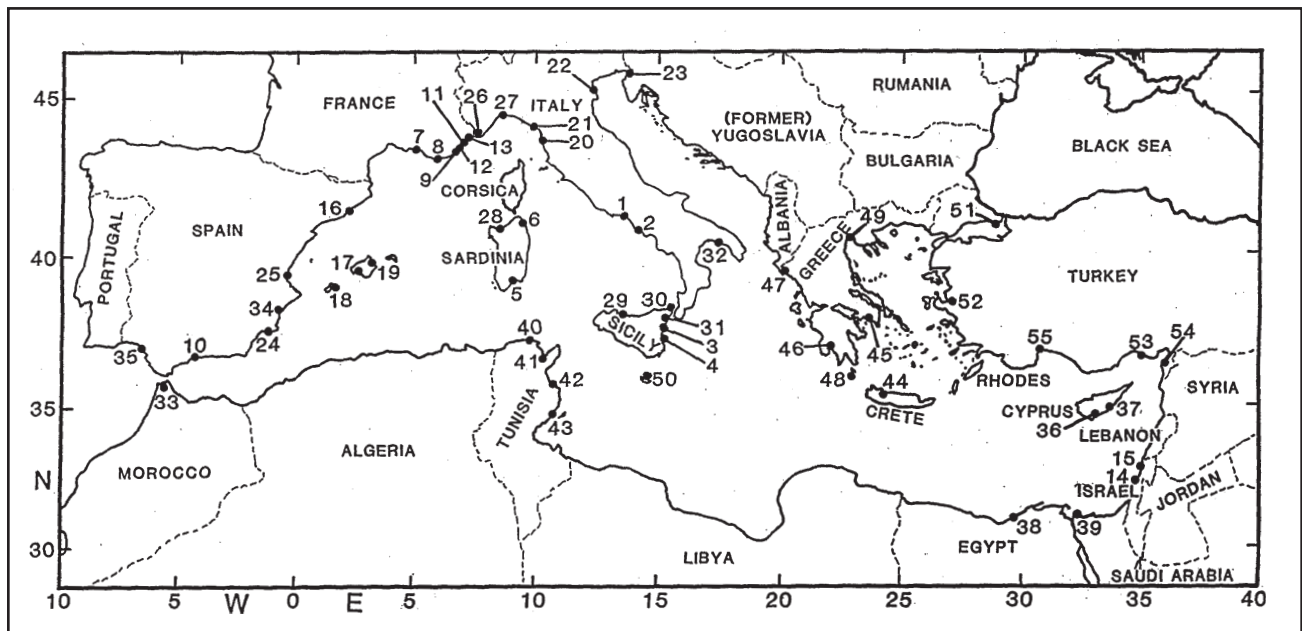 22
23
RUMANIA
45
11
26
27
ITALY
FRANCE
21
(FORMER)
YUGOSLAVIA
7
8
13
20
BLACK SEA
12
BULGARIA
9
CORSICA
ALBANIA
1
49
51
16
28
6
2
SPAIN
PORTUGAL
GREECE
40
17
19
SARDINIA
32
TURKEY
25
47
18
5
29
30
52
34
SICILY
31
10
24
40
3
55
53
54
35
41
4
46
45
33
42
50
48
44
RHODES
SYRIA
35
TUNISIA
43
CRETE
CYPRUS
37
36
LEBANON
MOROCCO
ALGERIA
15
N
14
ISRAEL
JORDAN
30
LIBYA
EGYPT
38
39
SAUDI ARABIA
10
5
W
0
E
5
10
15
20
25
30
35
40